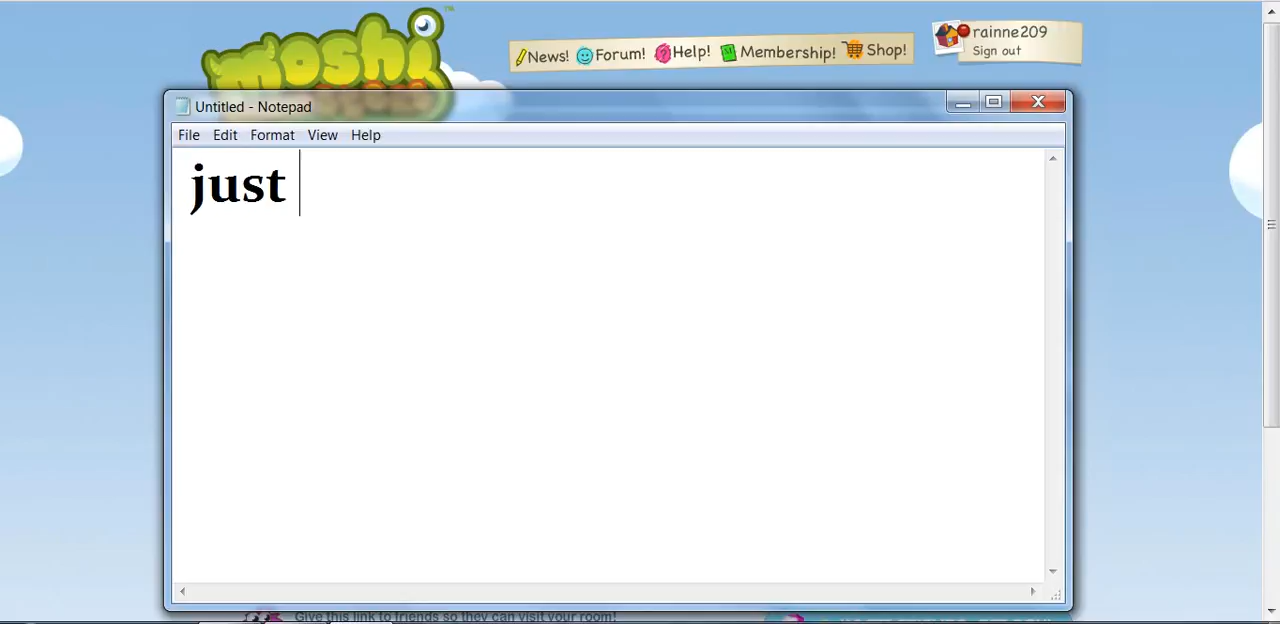 moshi
™
News! Forum! Help! Membership! Shop!
rainne209
Sign out
Untitled - Notepad
File Edit Format View Help
just
Give this link to friends so they can visit your room!